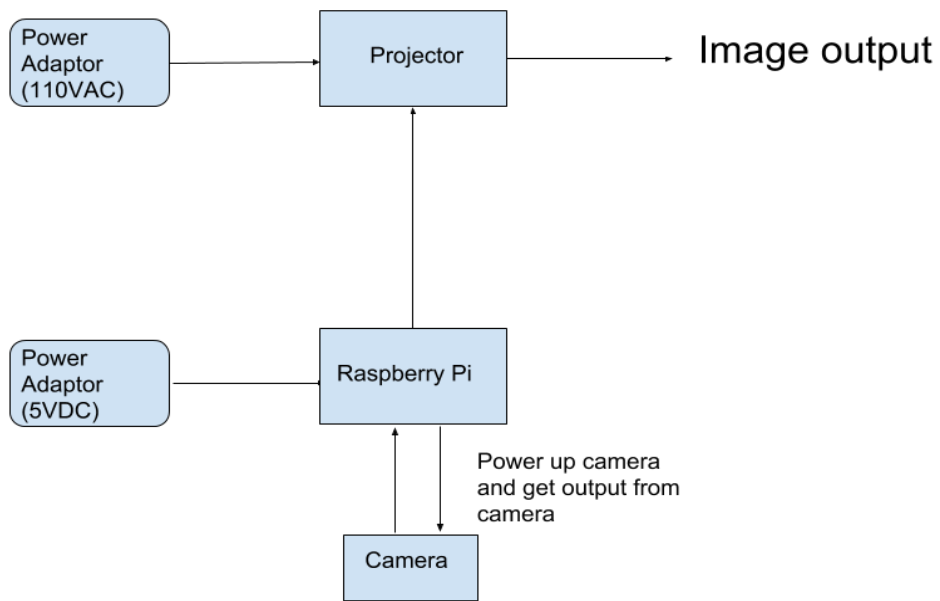 Power
Adaptor
(110VAC)
Projector
Image output
Power
Adaptor
(5VDC)
Raspberry Pi
Power up camera
and get output from
camera
Camera